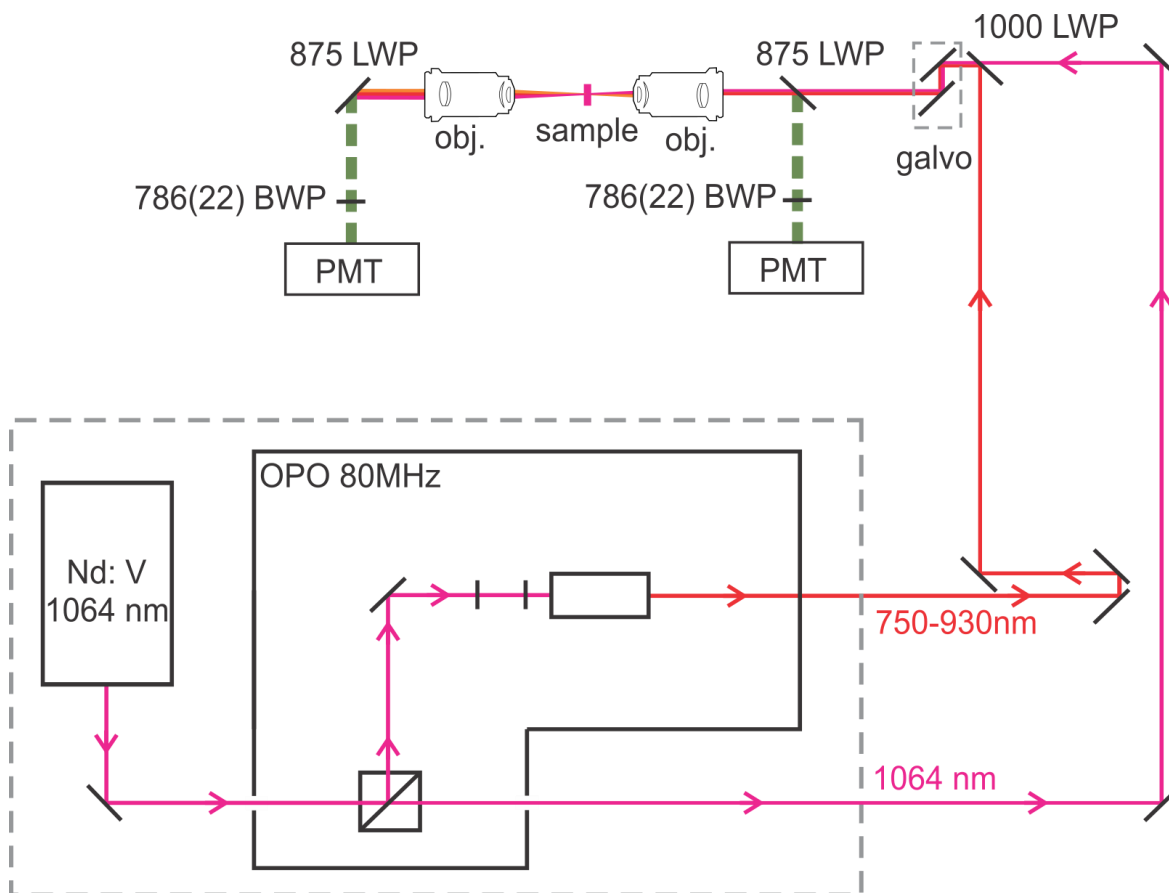 875 LWP
875 LWP
1000 LWP
obj.
sample
obj.
galvo
786(22) BWP
786(22) BWP
PMT
PMT
OPO 80MHz
Nd: V
1064 nm
750-930nm
1064 nm